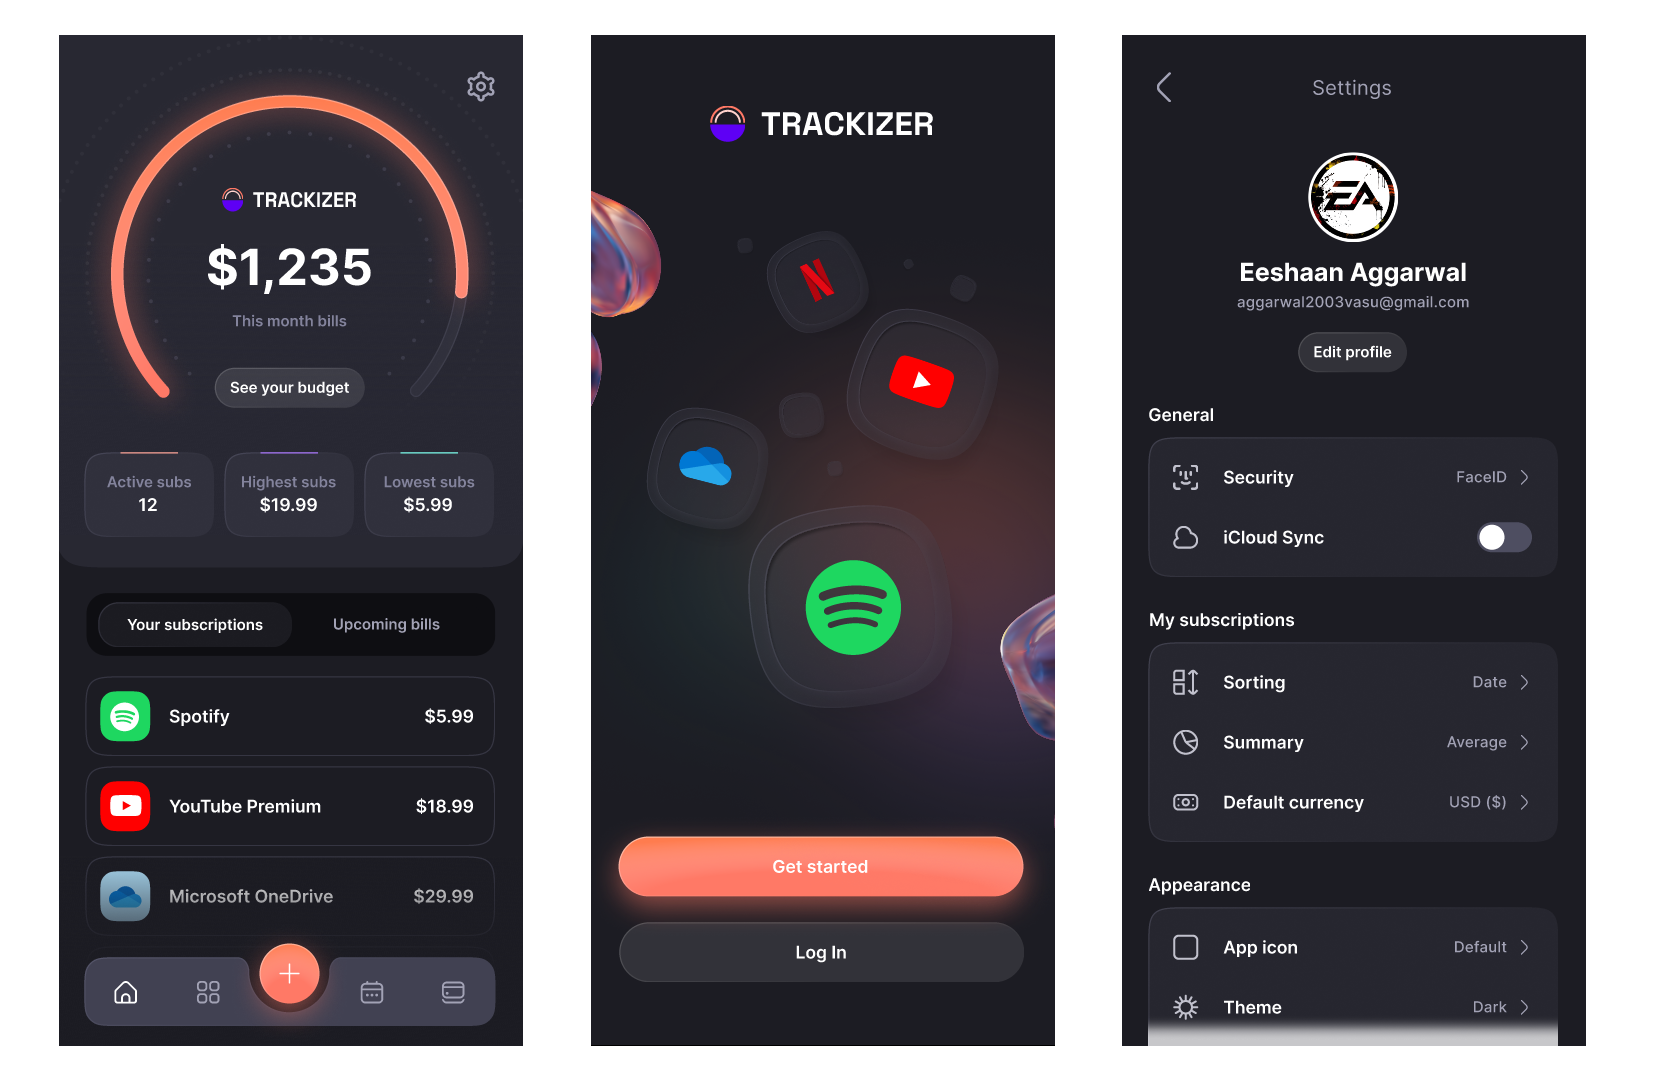 TRACKIZER
$1,235
This month bills
See your budget
Active subs
12
Highest subs
$19.99
Lowest subs
$5.99
Your subscriptions
Upcoming bills
Spotify
$5.99
YouTube Premium
$18.99
Microsoft OneDrive
$29.99
TRACKIZER
Get started
Log In
Settings
EA
Eeshaan Aggarwal
aggarwal2003vasu@gmail.com
Edit profile
General
Security
FaceID
iCloud Sync
My subscriptions
Sorting
Date
Summary
Average
Default currency
USD ($)
Appearance
App icon
Default
Theme
Dark